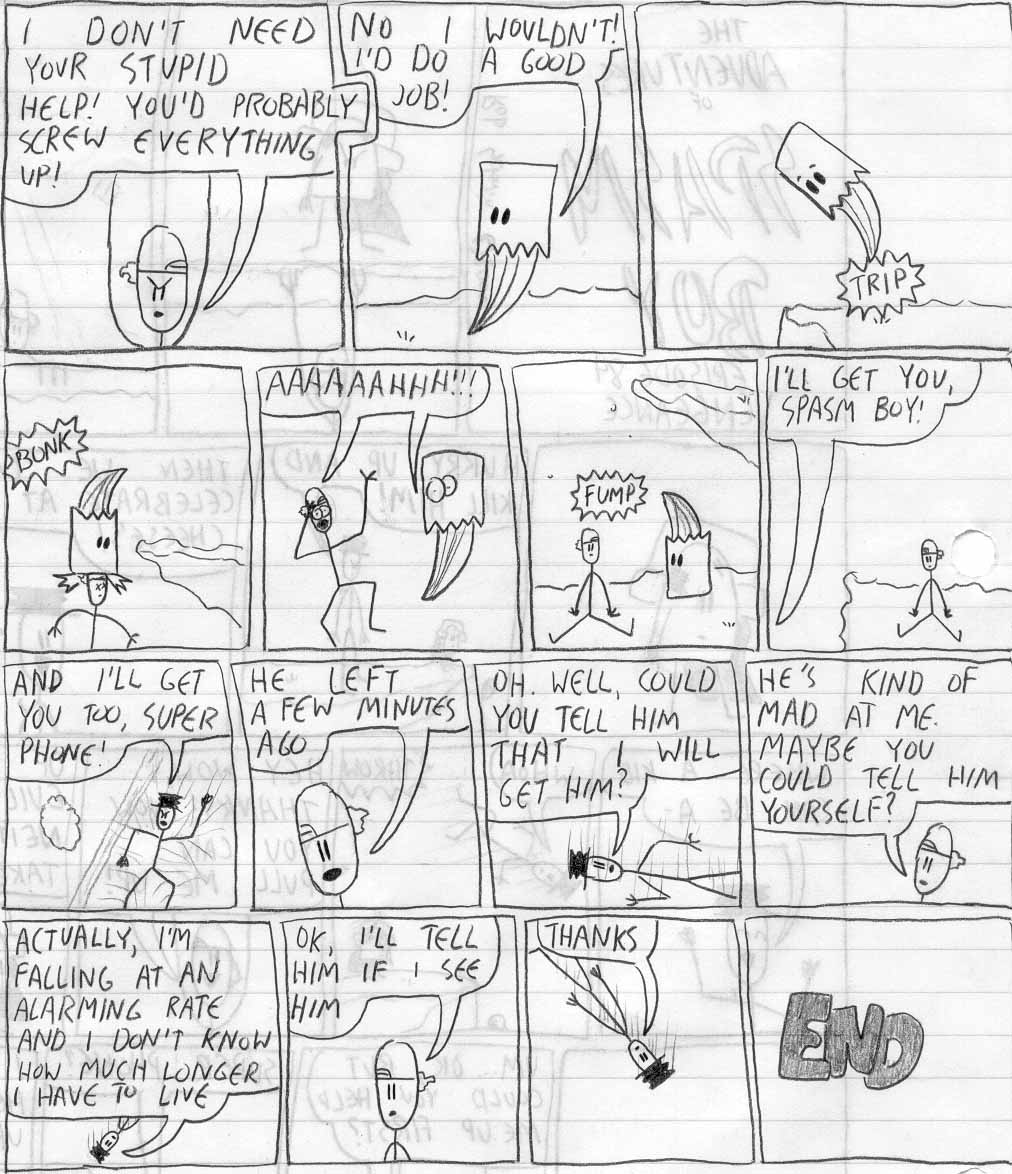 I DON'T NEED
YOUR STUPID
HELP! YOU'D PROBABLY
SCREW EVERYTHING
UP!
NO I WOULDN'T!
I'D DO A GOOD
JOB!
TRIP
BONK
AAAAAAHHH!!!
FUMP
I'LL GET YOU,
SPASM BOY!
AND I'LL GET
YOU TOO, SUPER
PHONE!
HE LEFT
A FEW MINUTES
AGO
OH. WELL, COULD
YOU TELL HIM
THAT I WILL
GET HIM?
HE'S KIND OF
MAD AT ME.
MAYBE YOU
COULD TELL HIM
YOURSELF?
ACTUALLY, I'M
FALLING AT AN
ALARMING RATE
AND I DON'T KNOW
HOW MUCH LONGER
I HAVE TO LIVE
OK, I'LL TELL
HIM IF I SEE
HIM
THANKS
END